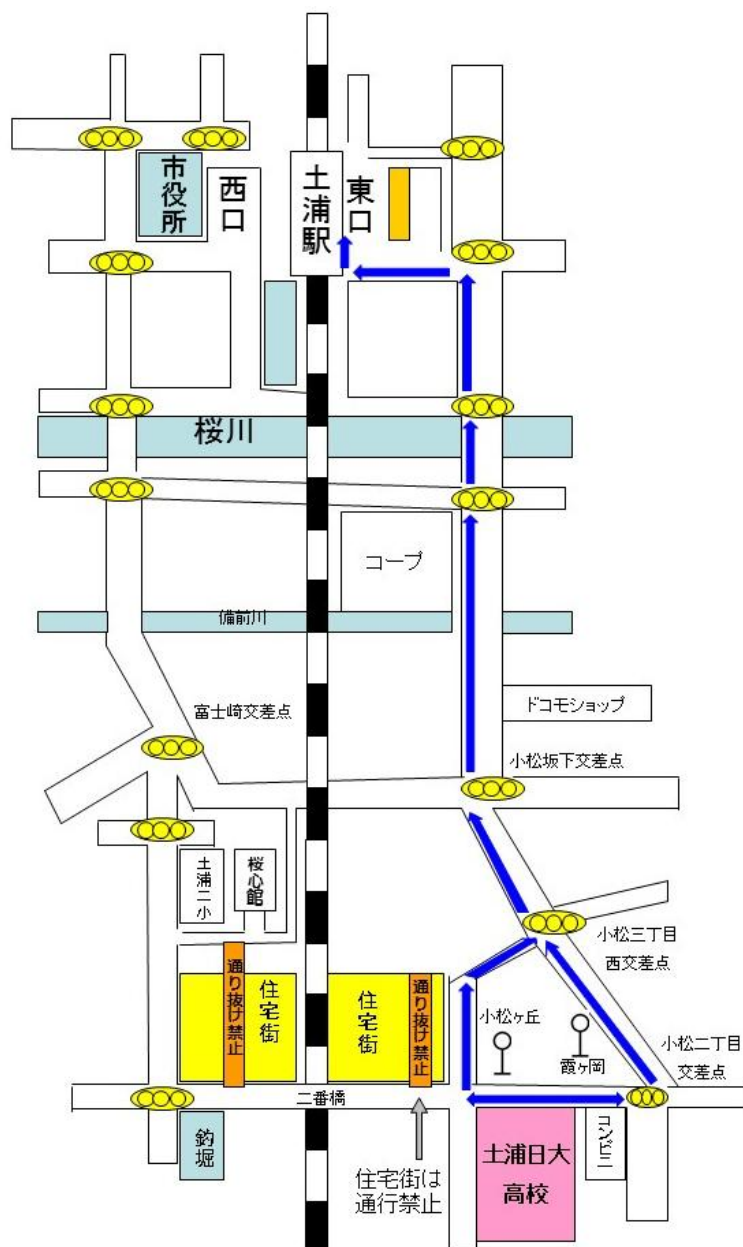 市役所
西口
土浦駅
東口
桜川
コープ
備前川
富士崎交差点
ドコモショップ
小松坂下交差点
土浦二小
桜心館
小松三丁目
西交差点
通り抜け禁止
住宅街
住宅街
通り抜け禁止
小松ヶ丘
霞ヶ岡
小松二丁目
交差点
二番橋
釣堀
住宅街は
通行禁止
土浦日大
高校
コンビニ